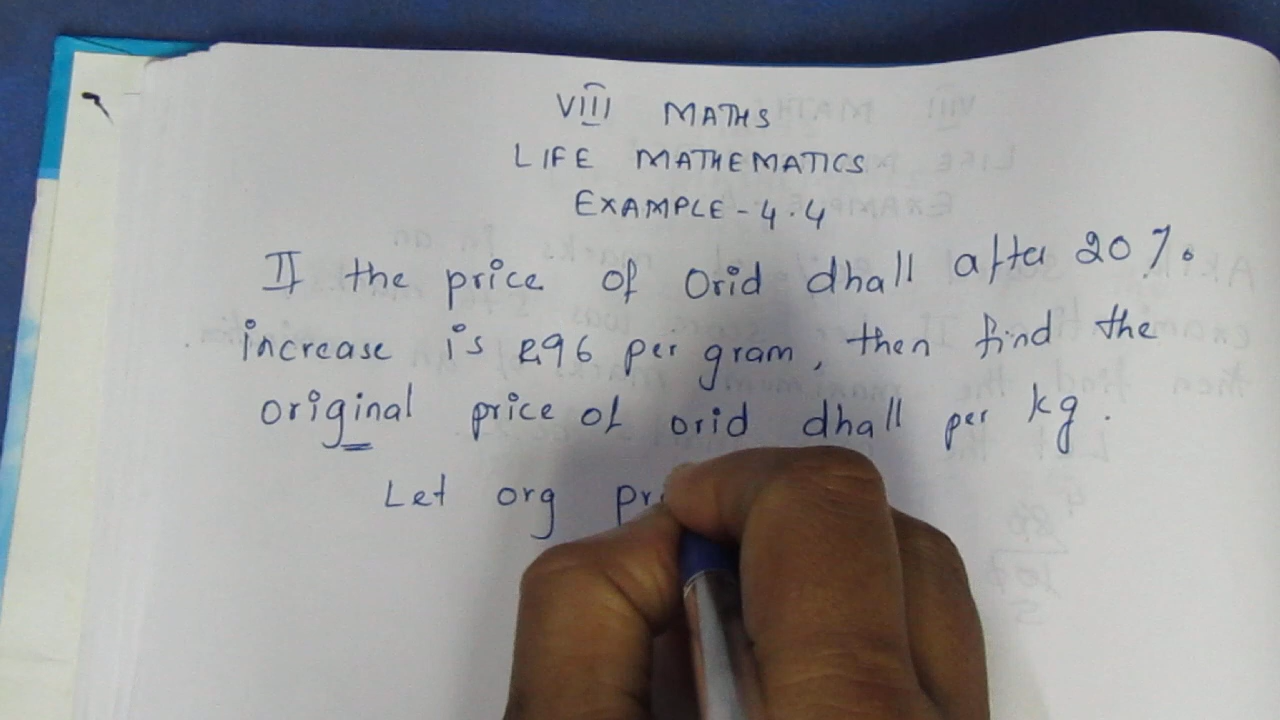 VIII MATHS
LIFE MATHEMATICS
EXAMPLE - 4.4
If the price of Orid dhall after 20%
increase is ₹96 per gram, then find the
original price of orid dhall per kg.
Let org pri